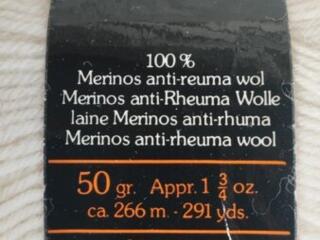 100 %
Merinos anti-reuma wol
Merinos anti-Rheuma Wolle
laine Merinos anti-rhuma
Merinos anti-rheuma wool
50 gr. Appr. 1 3/4 oz.
ca. 266 m. - 291 yds.